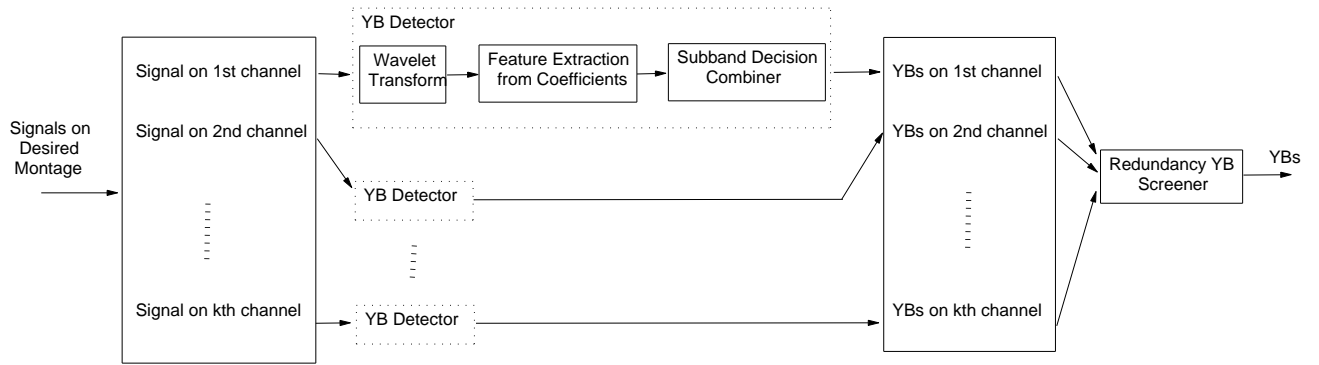 YB Detector
Wavelet
Transform
Feature Extraction
from Coefficients
Subband Decision
Combiner
Signals on
Desired
Montage
Signal on 1st channel
Signal on 2nd channel
Signal on kth channel
YB Detector
YB Detector
YBs on 1st channel
YBs on 2nd channel
YBs on kth channel
Redundancy YB
Screener
YBs